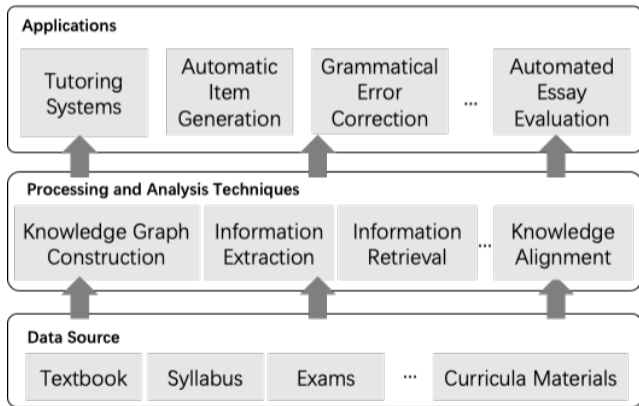 Applications
Tutoring
Systems
Automatic
Item
Generation
Grammatical
Error
Correction
...
Automated
Essay
Evaluation
Processing and Analysis Techniques
Knowledge Graph
Construction
Information
Extraction
Information
Retrieval
...
Knowledge
Alignment
Data Source
Textbook
Syllabus
Exams
...
Curricula Materials